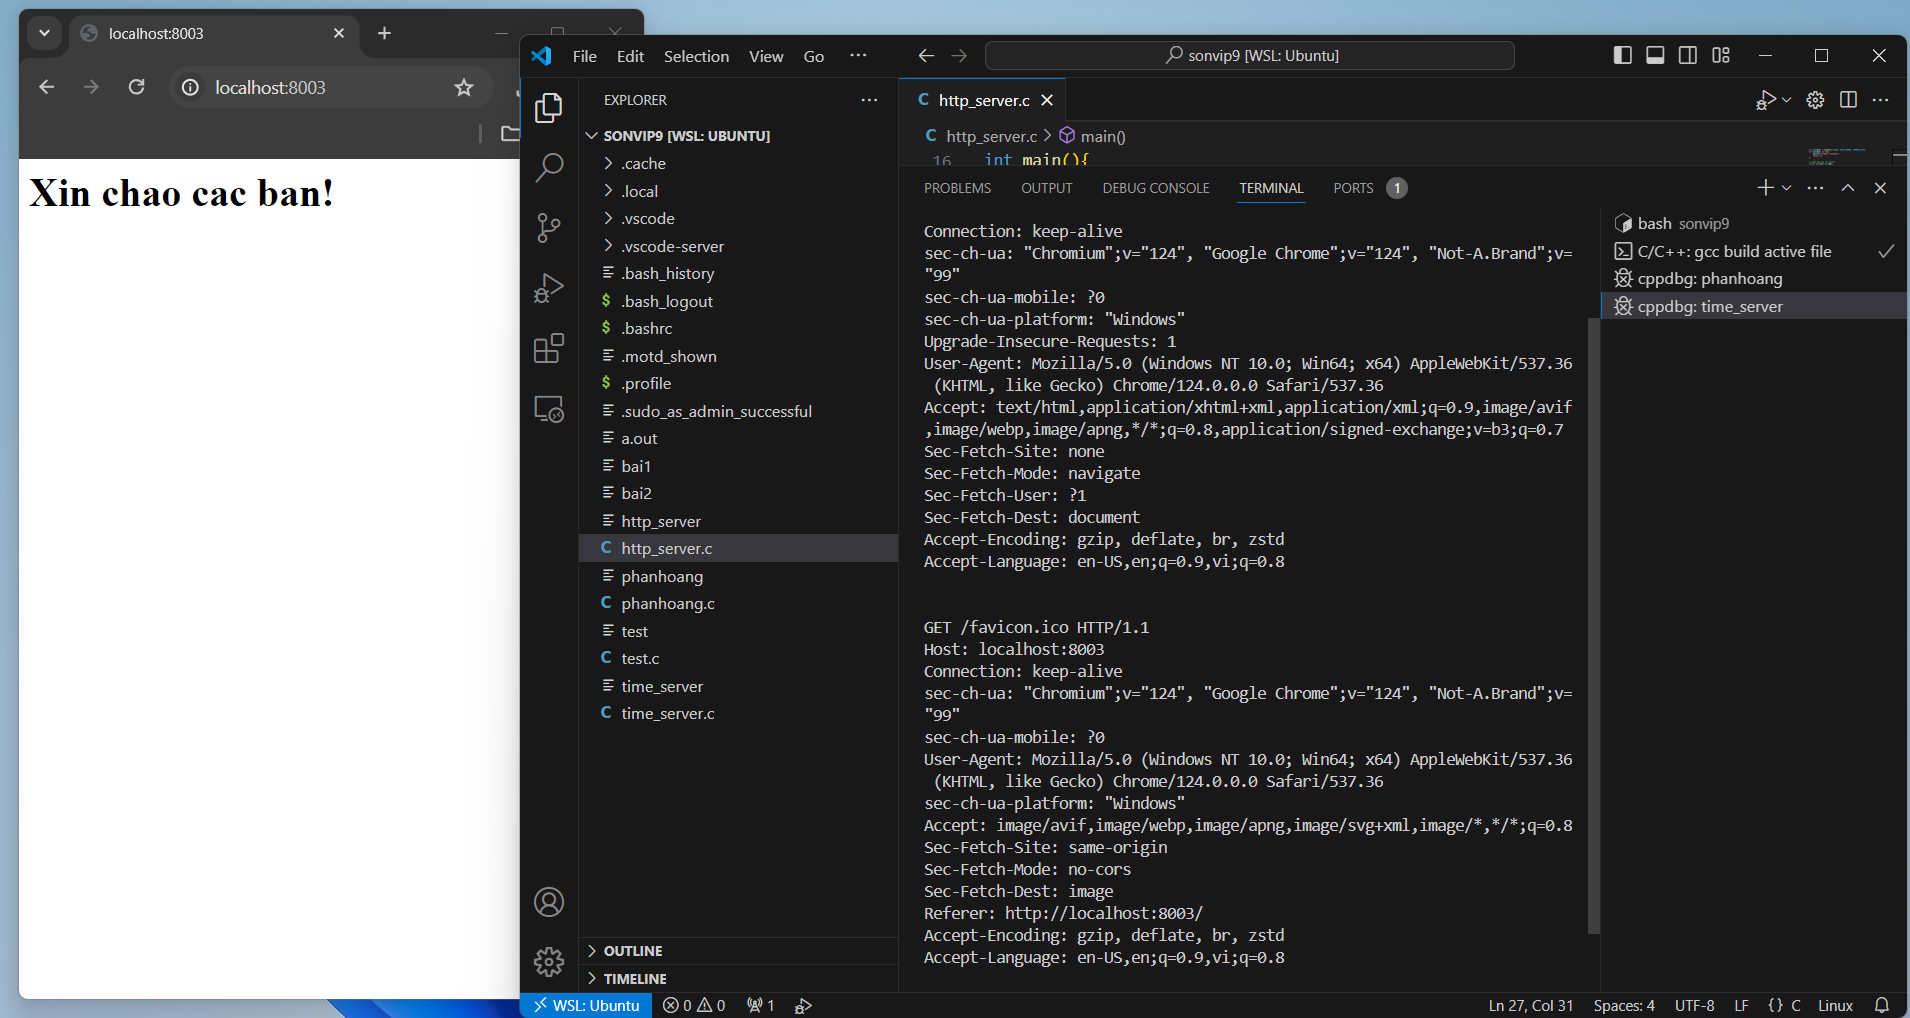 localhost:8003
localhost:8003
Xin chao cac ban!
File Edit Selection View Go ···
sonvip9 [WSL: Ubuntu]
EXPLORER
SONVIP9 [WSL: UBUNTU]
.cache
.local
.vscode
.vscode-server
.bash_history
$ .bash_logout
$ .bashrc
.motd_shown
$ .profile
.sudo_as_admin_successful
a.out
bai1
bai2
http_server
C http_server.c
phanhoang
C phanhoang.c
test
C test.c
time_server
C time_server.c
OUTLINE
TIMELINE
C http_server.c
C http_server.c > main()
16 int main(){
PROBLEMS OUTPUT DEBUG CONSOLE TERMINAL PORTS 1
Connection: keep-alive
sec-ch-ua: "Chromium";v="124", "Google Chrome";v="124", "Not-A.Brand";v=
"99"
sec-ch-ua-mobile: ?0
sec-ch-ua-platform: "Windows"
Upgrade-Insecure-Requests: 1
User-Agent: Mozilla/5.0 (Windows NT 10.0; Win64; x64) AppleWebKit/537.36
(KHTML, like Gecko) Chrome/124.0.0.0 Safari/537.36
Accept: text/html,application/xhtml+xml,application/xml;q=0.9,image/avif
,image/webp,image/apng,*/*;q=0.8,application/signed-exchange;v=b3;q=0.7
Sec-Fetch-Site: none
Sec-Fetch-Mode: navigate
Sec-Fetch-User: ?1
Sec-Fetch-Dest: document
Accept-Encoding: gzip, deflate, br, zstd
Accept-Language: en-US,en;q=0.9,vi;q=0.8
GET /favicon.ico HTTP/1.1
Host: localhost:8003
Connection: keep-alive
sec-ch-ua: "Chromium";v="124", "Google Chrome";v="124", "Not-A.Brand";v=
"99"
sec-ch-ua-mobile: ?0
User-Agent: Mozilla/5.0 (Windows NT 10.0; Win64; x64) AppleWebKit/537.36
(KHTML, like Gecko) Chrome/124.0.0.0 Safari/537.36
sec-ch-ua-platform: "Windows"
Accept: image/avif,image/webp,image/apng,image/svg+xml,image/*,*/*;q=0.8
Sec-Fetch-Site: same-origin
Sec-Fetch-Mode: no-cors
Sec-Fetch-Dest: image
Referer: http://localhost:8003/
Accept-Encoding: gzip, deflate, br, zstd
Accept-Language: en-US,en;q=0.9,vi;q=0.8
bash sonvip9
C/C++: gcc build active file
cppdbg: phanhoang
cppdbg: time_server
WSL: Ubuntu 0 0 1 Ln 27, Col 31 Spaces: 4 UTF-8 LF {} C Linux